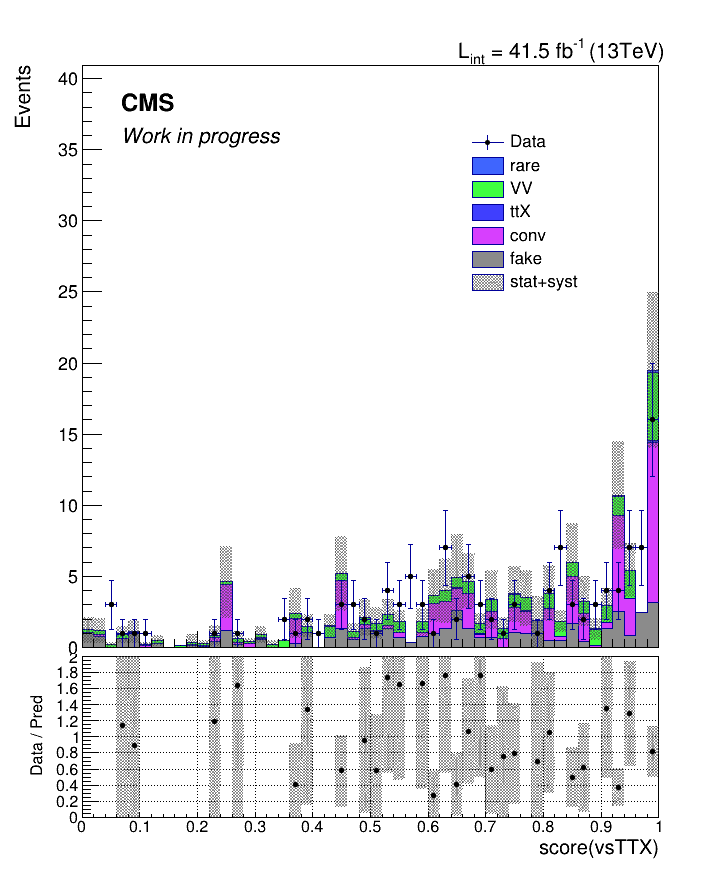 L_int = 41.5 fb^-1 (13TeV)
Events
40
35
30
25
20
15
10
5
0
CMS
Work in progress
Data
rare
VV
ttX
conv
fake
stat+syst
Data / Pred
2
1.8
1.6
1.4
1.2
1
0.8
0.6
0.4
0.2
0
0 0.1 0.2 0.3 0.4 0.5 0.6 0.7 0.8 0.9 1
score(vsTTX)